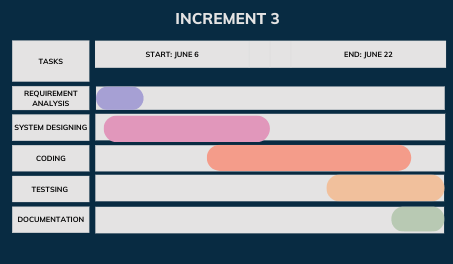 INCREMENT 3
TASKS
START: JUNE 6
END: JUNE 22
REQUIREMENT
ANALYSIS
SYSTEM DESIGNING
CODING
TESTSING
DOCUMENTATION